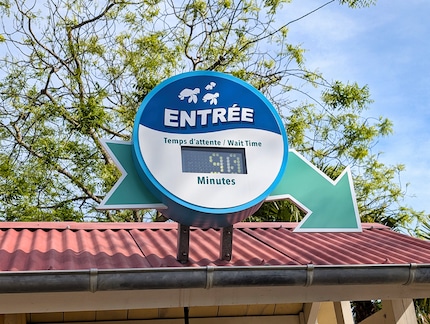 ENTRÉE
Temps d'attente / Wait Time
90
Minutes